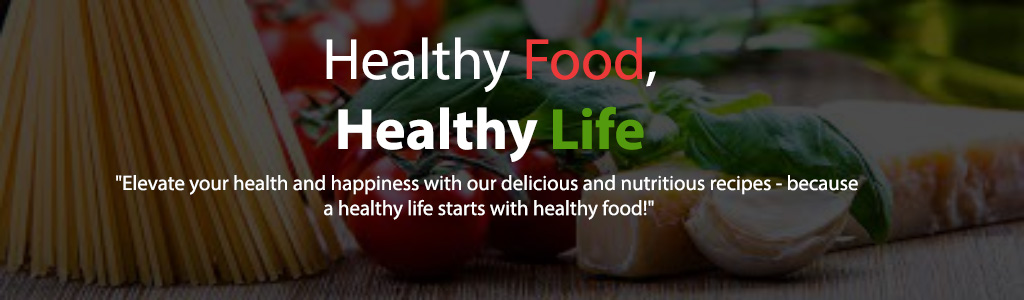 Healthy Food,
Healthy Life
"Elevate your health and happiness with our delicious and nutritious recipes - because
a healthy life starts with healthy food!"